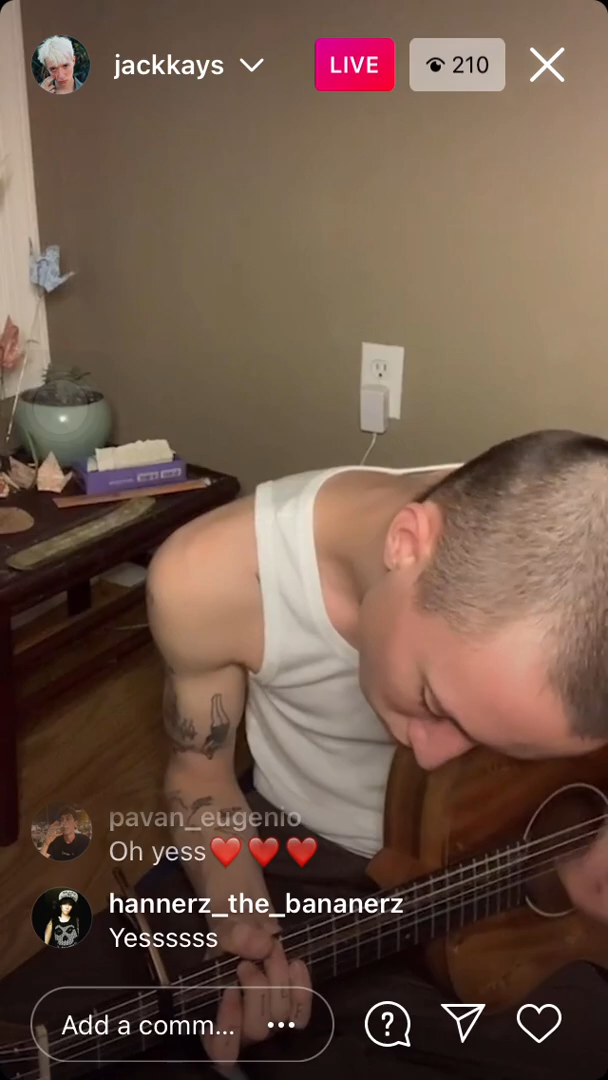 jackkays
LIVE
210
pavan_eugenio
Oh yess❤️❤️❤️
hannerz_the_bananerz
Yessssss
Add a comm...